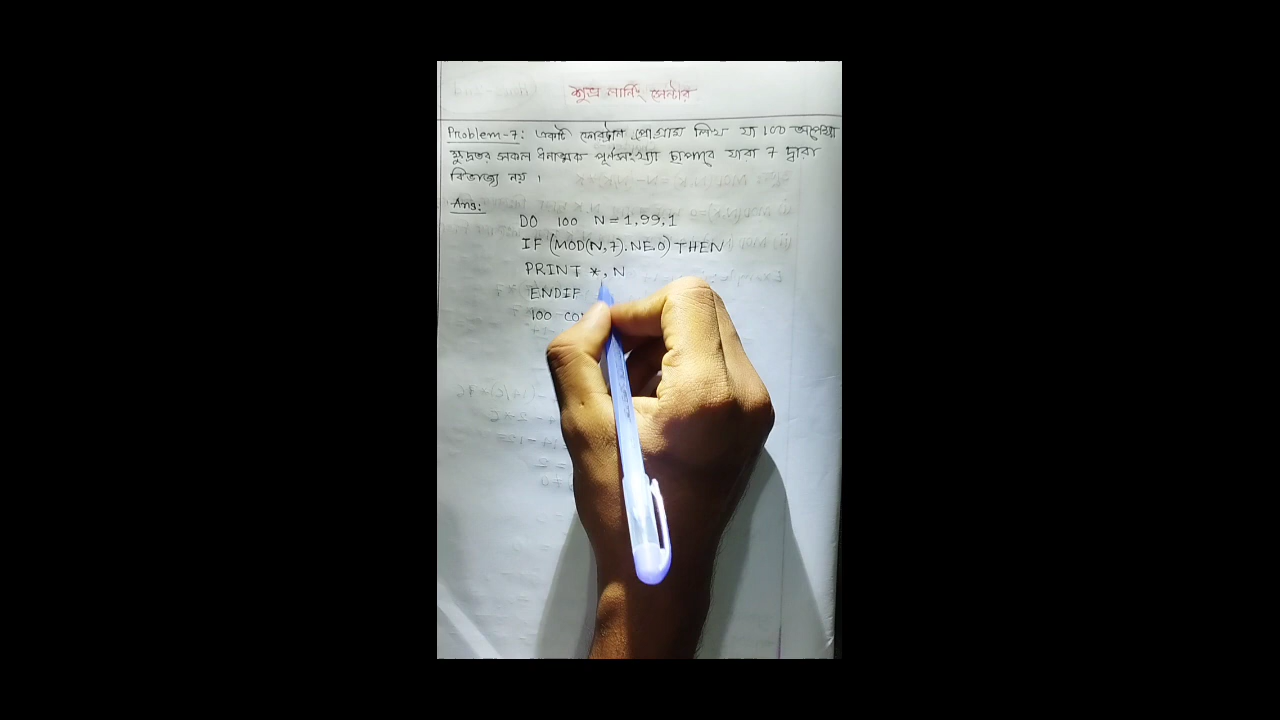 শুভ্র লার্নিং সেন্টার
Problem-7: একটি ফোরট্রান প্রোগ্রাম লিখ যা 100 অপেক্ষা
ক্ষুদ্রতর সকল ধনাত্মক পূর্নসংখ্যা ছাপাবে যারা 7 দ্বারা
বিভাজ্য নয় ।
Ans:
DO 100 N = 1,99,1
IF (MOD(N,7).NE.0) THEN
PRINT *, N
ENDIF
100 CO